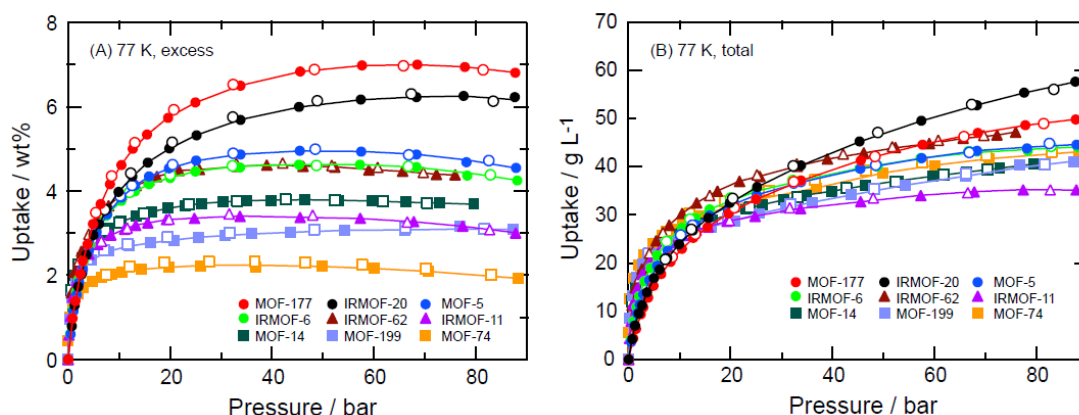 (A) 77 K, excess
Uptake / wt%
8
6
4
2
0
MOF-177 IRMOF-20 MOF-5
IRMOF-6 IRMOF-62 IRMOF-11
MOF-14 MOF-199 MOF-74
0 20 40 60 80
Pressure / bar
(B) 77 K, total
Uptake / g L-1
70
60
50
40
30
20
10
0
MOF-177 IRMOF-20 MOF-5
IRMOF-6 IRMOF-62 IRMOF-11
MOF-14 MOF-199 MOF-74
0 20 40 60 80
Pressure / bar